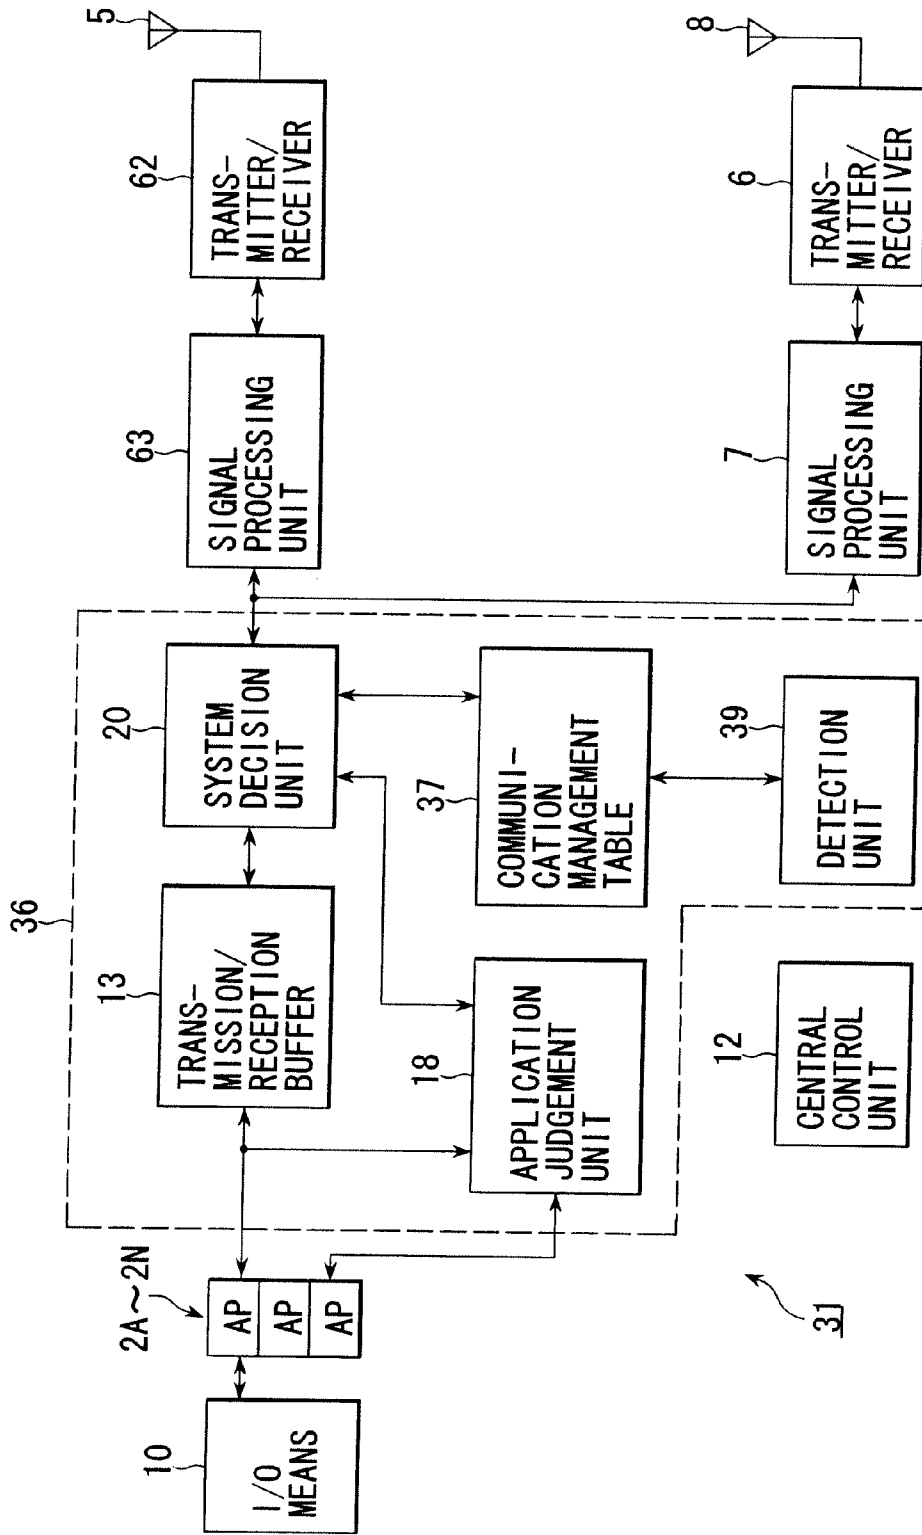 5
62
TRANS-
MITTER/
RECEIVER
63
SIGNAL
PROCESSING
UNIT
8
6
TRANS-
MITTER/
RECEIVER
7
SIGNAL
PROCESSING
UNIT
36
20
SYSTEM
DECISION
UNIT
13
TRANS-
MISSION/
RECEPTION
BUFFER
37
COMMUNI-
CATION
MANAGEMENT
TABLE
39
DETECTION
UNIT
18
APPLICATION
JUDGEMENT
UNIT
12
CENTRAL
CONTROL
UNIT
2A~2N
AP
AP
AP
10
I/O
MEANS
31